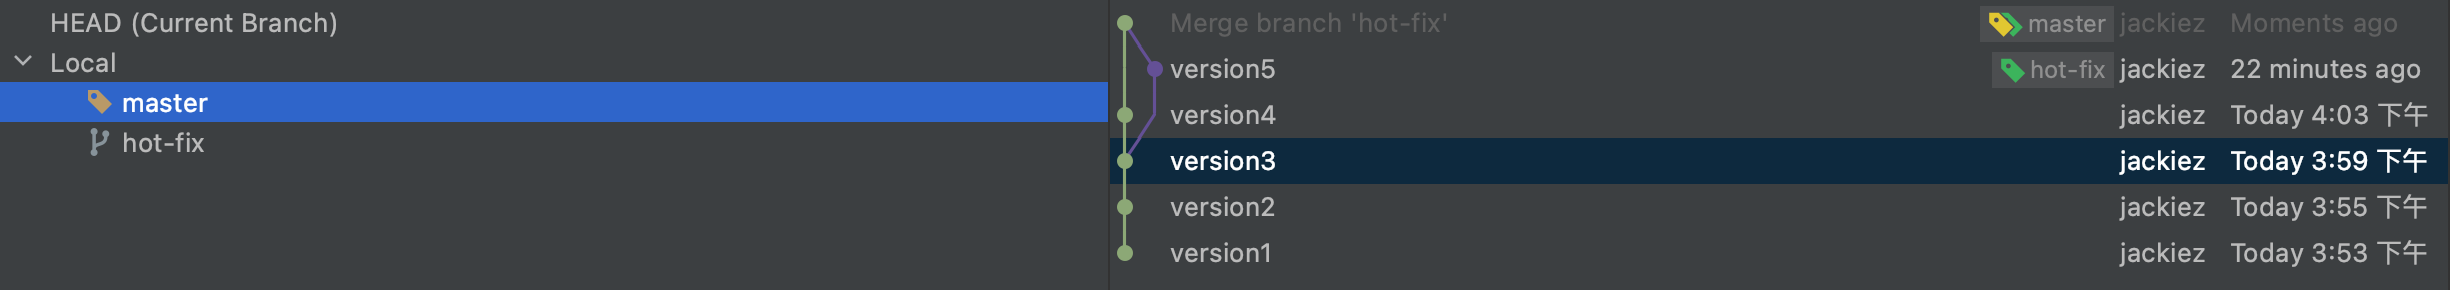 HEAD (Current Branch)
Local
master
hot-fix
Merge branch 'hot-fix' master jackiez Moments ago
version5 hot-fix jackiez 22 minutes ago
version4 jackiez Today 4:03 下午
version3 jackiez Today 3:59 下午
version2 jackiez Today 3:55 下午
version1 jackiez Today 3:53 下午